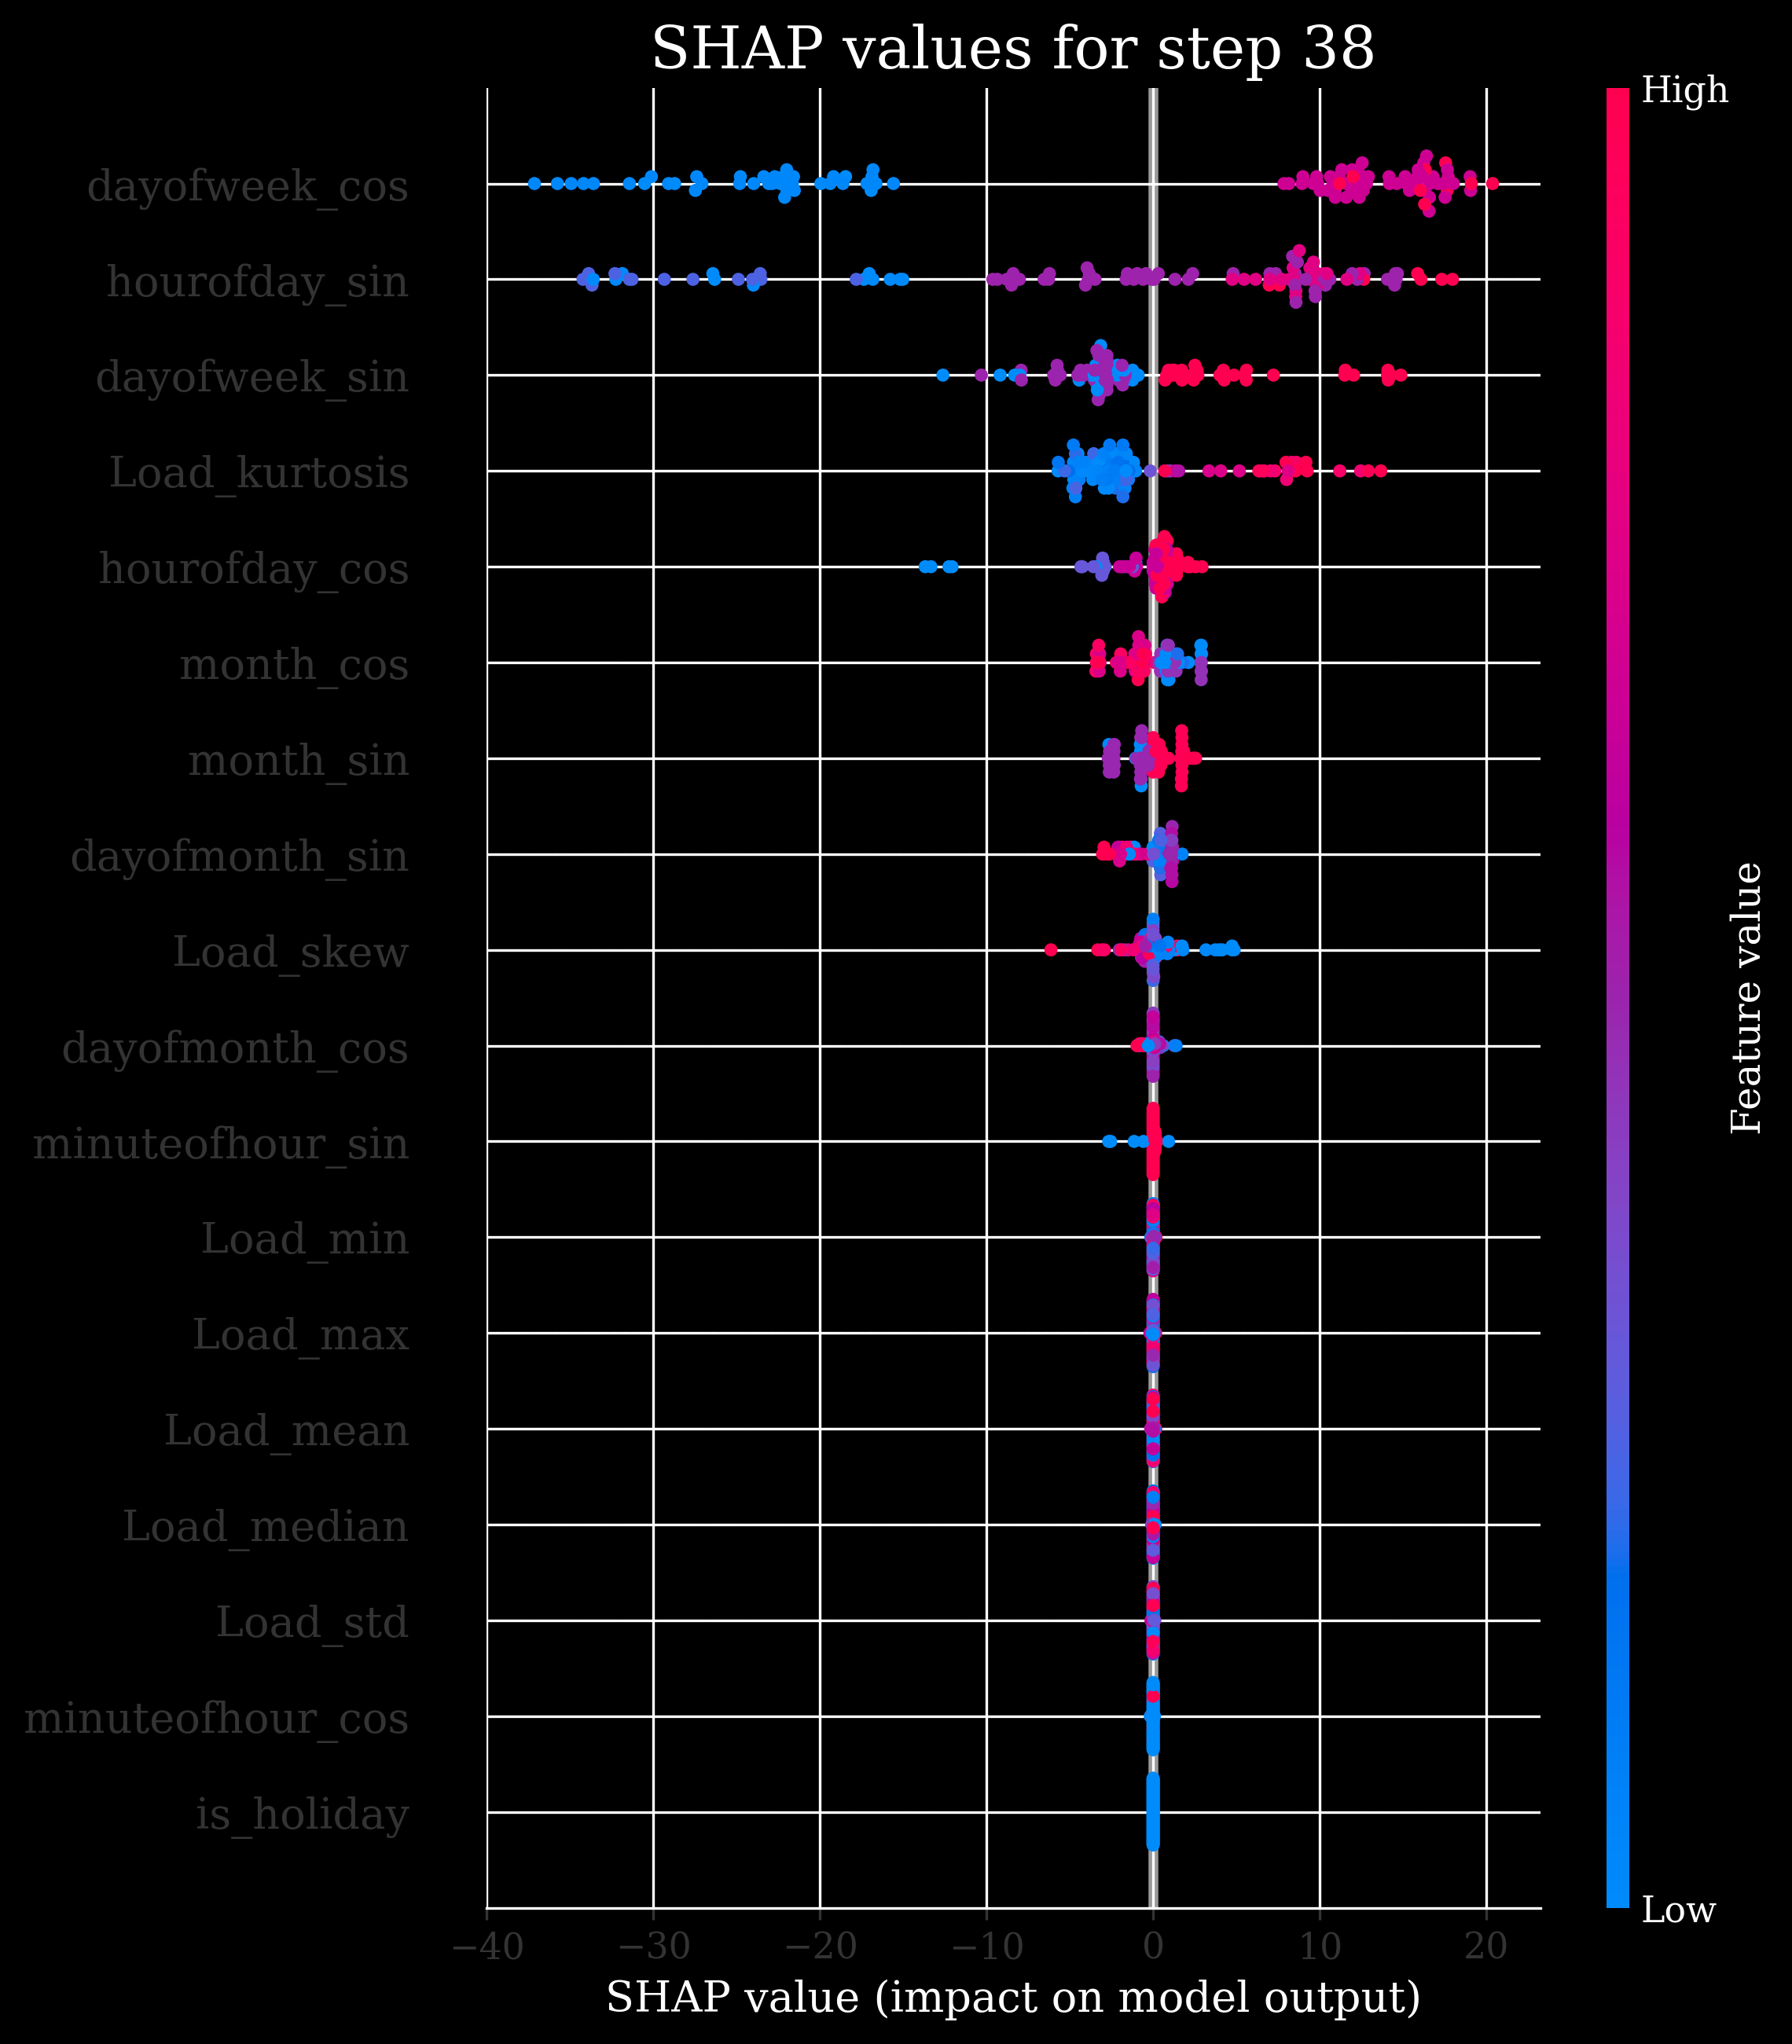 SHAP values for step 38
High
dayofweek_cos
hourofday_sin
dayofweek_sin
Load_kurtosis
hourofday_cos
month_cos
month_sin
dayofmonth_sin
Load_skew
dayofmonth_cos
minuteofhour_sin
Load_min
Load_max
Load_mean
Load_median
Load_std
minuteofhour_cos
is_holiday
Feature value
Low
−40 −30 −20 −10 0 10 20
SHAP value (impact on model output)